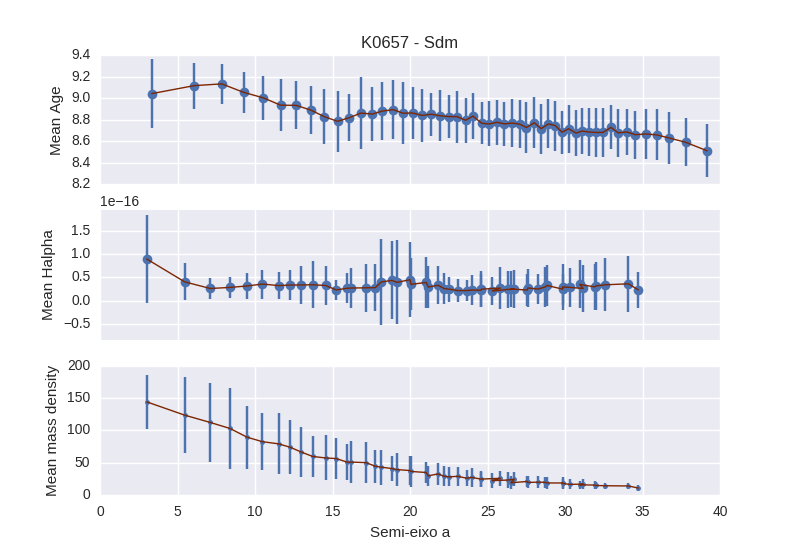 K0657 - Sdm
9.4
9.2
9.0
8.8
8.6
8.4
8.2
Mean Age
1e−16
1.5
1.0
0.5
0.0
−0.5
Mean Halpha
200
150
100
50
0
Mean mass density
0 5 10 15 20 25 30 35 40
Semi-eixo a